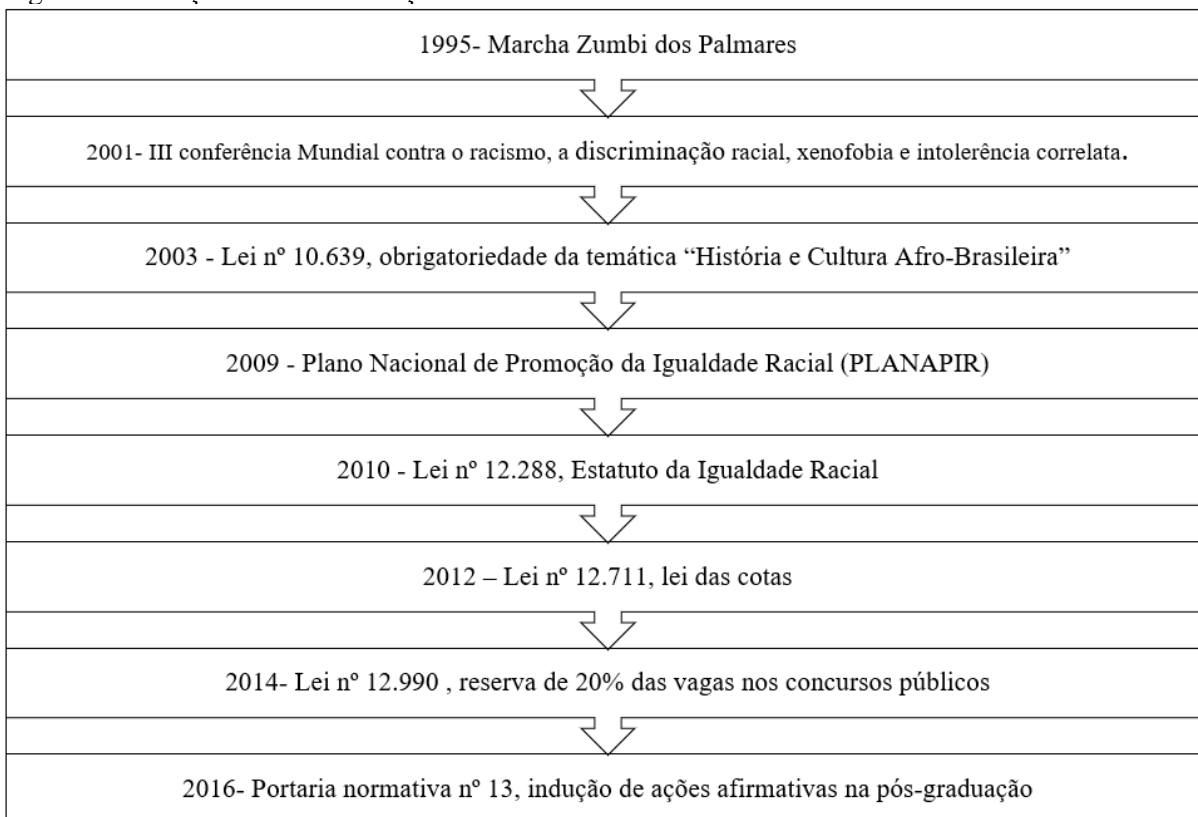 1995- Marcha Zumbi dos Palmares
2001- III conferência Mundial contra o racismo, a discriminação racial, xenofobia e intolerência correlata.
2003 - Lei nº 10.639, obrigatoriedade da temática “História e Cultura Afro-Brasileira”
2009 - Plano Nacional de Promoção da Igualdade Racial (PLANAPIR)
2010 - Lei nº 12.288, Estatuto da Igualdade Racial
2012 – Lei nº 12.711, lei das cotas
2014- Lei nº 12.990 , reserva de 20% das vagas nos concursos públicos
2016- Portaria normativa nº 13, indução de ações afirmativas na pós-graduação